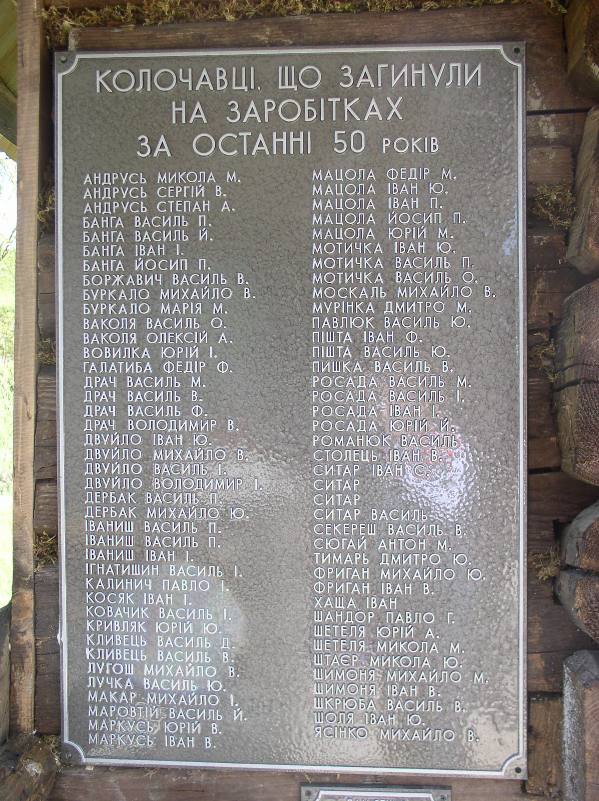 КОЛОЧАВЦІ, ЩО ЗАГИНУЛИ
НА ЗАРОБІТКАХ
ЗА ОСТАННІ 50 РОКІВ
АНДРУСЬ МИКОЛА М.
АНДРУСЬ СЕРГІЙ В.
АНДРУСЬ СТЕПАН А.
БАНГА ВАСИЛЬ П.
БАНГА ВАСИЛЬ Й.
БАНГА ІВАН І.
БАНГА ЙОСИП П.
БОРЖАВИЧ ВАСИЛЬ В.
БУРКАЛО МИХАЙЛО В.
БУРКАЛО МАРІЯ М.
ВАКОЛЯ ВАСИЛЬ О.
ВАКОЛЯ ОЛЕКСІЙ А.
ВОВИЛКА ЮРІЙ І.
ГАЛАТИБА ФЕДІР Ф.
ДРАЧ ВАСИЛЬ М.
ДРАЧ ВАСИЛЬ В.
ДРАЧ ВАСИЛЬ Ф.
ДРАЧ ВОЛОДИМИР В.
ДВУЙЛО ІВАН Ю.
ДВУЙЛО МИХАЙЛО В.
ДВУЙЛО ВАСИЛЬ І.
ДВУЙЛО ВОЛОДИМИР І.
ДЕРБАК ВАСИЛЬ П.
ДЕРБАК МИХАЙЛО Ю.
ІВАНИШ ВАСИЛЬ П.
ІВАНИШ ВАСИЛЬ П.
ІВАНИШ ІВАН І.
ІГНАТИШИН ВАСИЛЬ І.
КАЛИНИЧ ПАВЛО І.
КОСЯК ІВАН І.
КОВАЧИК ВАСИЛЬ І.
КРИВЛЯК ЮРІЙ Ю.
КЛИВЕЦЬ ВАСИЛЬ Д.
КЛИВЕЦЬ ВАСИЛЬ В.
ЛУГОШ МИХАЙЛО В.
ЛУЧКА ВАСИЛЬ Ю.
МАКАР МИХАЙЛО І.
МАРОВТІЙ ВАСИЛЬ Й.
МАРКУСЬ ЮРІЙ В.
МАРКУСЬ ІВАН В.
МАЦОЛА ФЕДІР М.
МАЦОЛА ІВАН Ю.
МАЦОЛА ІВАН П.
МАЦОЛА ЙОСИП П.
МАЦОЛА ЮРІЙ М.
МОТИЧКА ІВАН Ю.
МОТИЧКА ВАСИЛЬ П.
МОТИЧКА ВАСИЛЬ О.
МОСКАЛЬ МИХАЙЛО В.
МУРІНКА ДМИТРО М.
ПАВЛЮК ВАСИЛЬ Ю.
ПІШТА ІВАН Ф.
ПІШТА ВАСИЛЬ Ю.
ПИШКА ВАСИЛЬ В.
РОСАДА ВАСИЛЬ М.
РОСАДА ВАСИЛЬ І.
РОСАДА ІВАН І.
РОСАДА ЮРІЙ Й.
РОМАНЮК ВАСИЛЬ
СТОЛЕЦЬ ІВАН В.
СИТАР ІВАН С.
СИТАР
СИТАР
СИТАР ВАСИЛЬ
СЕКЕРЕШ ВАСИЛЬ В.
СЮГАЙ АНТОН М.
ТИМАРЬ ДМИТРО Ю.
ФРИГАН МИХАЙЛО Ю.
ФРИГАН ІВАН В.
ХАЩА ІВАН
ШАНДОР ПАВЛО Г.
ШЕТЕЛЯ ЮРІЙ А.
ШЕТЕЛЯ МИКОЛА М.
ШТАЄР МИКОЛА Ю.
ШИМОНЯ МИХАЙЛО М.
ШИМОНЯ ІВАН В.
ШКРЮБА ВАСИЛЬ В.
ШОЛЯ ІВАН Ю.
ЯСІНКО МИХАЙЛО В.